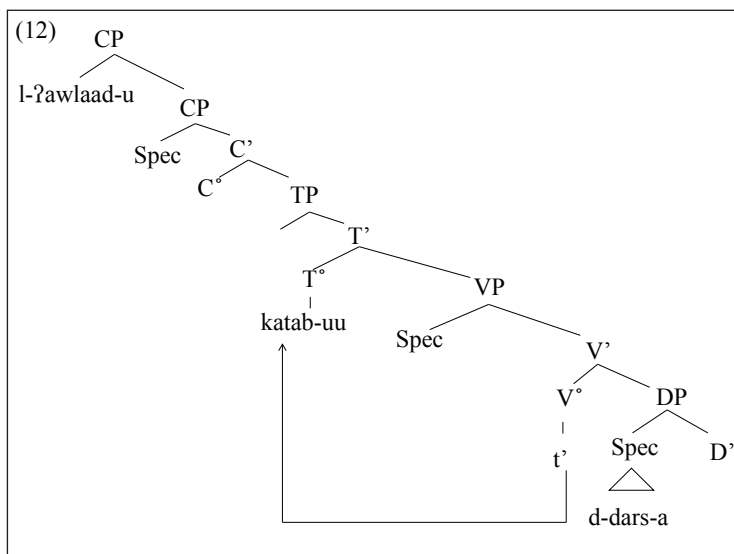 (12)
CP
l-ʔawlaad-u
CP
Spec
C'
C°
TP
T'
T°
VP
katab-uu
Spec
V'
V°
DP
t'
Spec
D'
d-dars-a